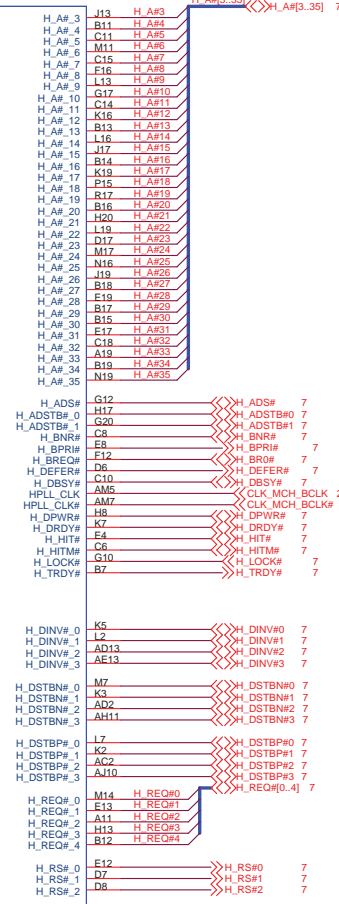 H_A#[3..35]
H_A#[3..35] 7
H_A#_3 J13 H_A#3
H_A#_4 B11 H_A#4
H_A#_5 C11 H_A#5
H_A#_6 M11 H_A#6
H_A#_7 C15 H_A#7
H_A#_8 F16 H_A#8
H_A#_9 L13 H_A#9
H_A#_10 G17 H_A#10
H_A#_11 C14 H_A#11
H_A#_12 K16 H_A#12
H_A#_13 B13 H_A#13
H_A#_14 L16 H_A#14
H_A#_15 J17 H_A#15
H_A#_16 B14 H_A#16
H_A#_17 K19 H_A#17
H_A#_18 P15 H_A#18
H_A#_19 R17 H_A#19
H_A#_20 B16 H_A#20
H_A#_21 H20 H_A#21
H_A#_22 L19 H_A#22
H_A#_23 D17 H_A#23
H_A#_24 M17 H_A#24
H_A#_25 N16 H_A#25
H_A#_26 J19 H_A#26
H_A#_27 B18 H_A#27
H_A#_28 E19 H_A#28
H_A#_29 B17 H_A#29
H_A#_30 B15 H_A#30
H_A#_31 E17 H_A#31
H_A#_32 C18 H_A#32
H_A#_33 A19 H_A#33
H_A#_34 B19 H_A#34
H_A#_35 N19 H_A#35
H_ADS# G12 H_ADS# 7
H_ADSTB#_0 H17 H_ADSTB#0 7
H_ADSTB#_1 G20 H_ADSTB#1 7
H_BNR# C8 H_BNR# 7
H_BPRI# E8 H_BPRI# 7
H_BREQ# F12 H_BR0# 7
H_DEFER# D6 H_DEFER# 7
H_DBSY# C10 H_DBSY# 7
HPLL_CLK AM5 CLK_MCH_BCLK 2
HPLL_CLK# AM7 CLK_MCH_BCLK#
H_DPWR# H8 H_DPWR# 7
H_DRDY# K7 H_DRDY# 7
H_HIT# E4 H_HIT# 7
H_HITM# C6 H_HITM# 7
H_LOCK# G10 H_LOCK# 7
H_TRDY# B7 H_TRDY# 7
H_DINV#_0 K5 H_DINV#0 7
H_DINV#_1 L2 H_DINV#1 7
H_DINV#_2 AD13 H_DINV#2 7
H_DINV#_3 AE13 H_DINV#3 7
H_DSTBN#_0 M7 H_DSTBN#0 7
H_DSTBN#_1 K3 H_DSTBN#1 7
H_DSTBN#_2 AD2 H_DSTBN#2 7
H_DSTBN#_3 AH11 H_DSTBN#3 7
H_DSTBP#_0 L7 H_DSTBP#0 7
H_DSTBP#_1 K2 H_DSTBP#1 7
H_DSTBP#_2 AC2 H_DSTBP#2 7
H_DSTBP#_3 AJ10 H_DSTBP#3 7
H_REQ#[0..4] 7
H_REQ#_0 M14 H_REQ#0
H_REQ#_1 E13 H_REQ#1
H_REQ#_2 A11 H_REQ#2
H_REQ#_3 H13 H_REQ#3
H_REQ#_4 B12 H_REQ#4
H_RS#_0 E12 H_RS#0 7
H_RS#_1 D7 H_RS#1 7
H_RS#_2 D8 H_RS#2 7